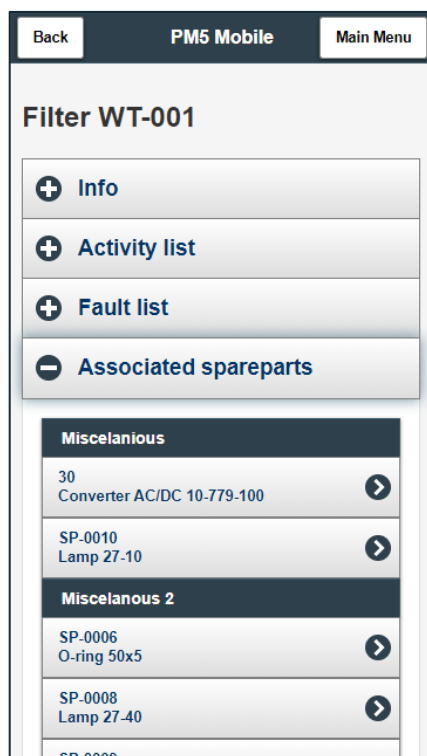 Back PM5 Mobile Main Menu
Filter WT-001
Info
Activity list
Fault list
Associated spareparts
Miscelanious
30
Converter AC/DC 10-779-100
SP-0010
Lamp 27-10
Miscelanous 2
SP-0006
O-ring 50x5
SP-0008
Lamp 27-40